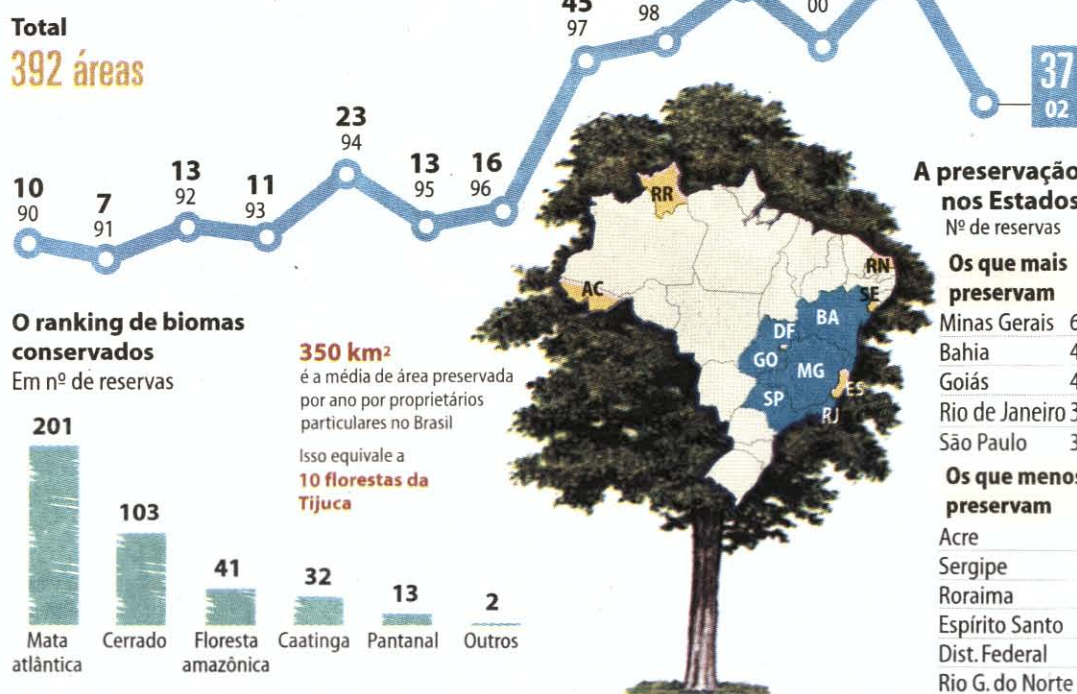 Total
392 áreas
10
90
7
91
13
92
11
93
23
94
13
95
16
96
45
97
98
00
37
02
O ranking de biomas
conservados
Em nº de reservas
201
Mata
atlântica
103
Cerrado
41
Floresta
amazônica
32
Caatinga
13
Pantanal
2
Outros
350 km²
é a média de área preservada
por ano por proprietários
particulares no Brasil
Isso equivale a
10 florestas da
Tijuca
RR
AC
RN
SE
BA
DF
GO
MG
ES
SP
RJ
A preservação
nos Estados
Nº de reservas
Os que mais
preservam
Minas Gerais 6
Bahia 4
Goiás 4
Rio de Janeiro 3
São Paulo 3
Os que menos
preservam
Acre
Sergipe
Roraima
Espírito Santo
Dist. Federal
Rio G. do Norte